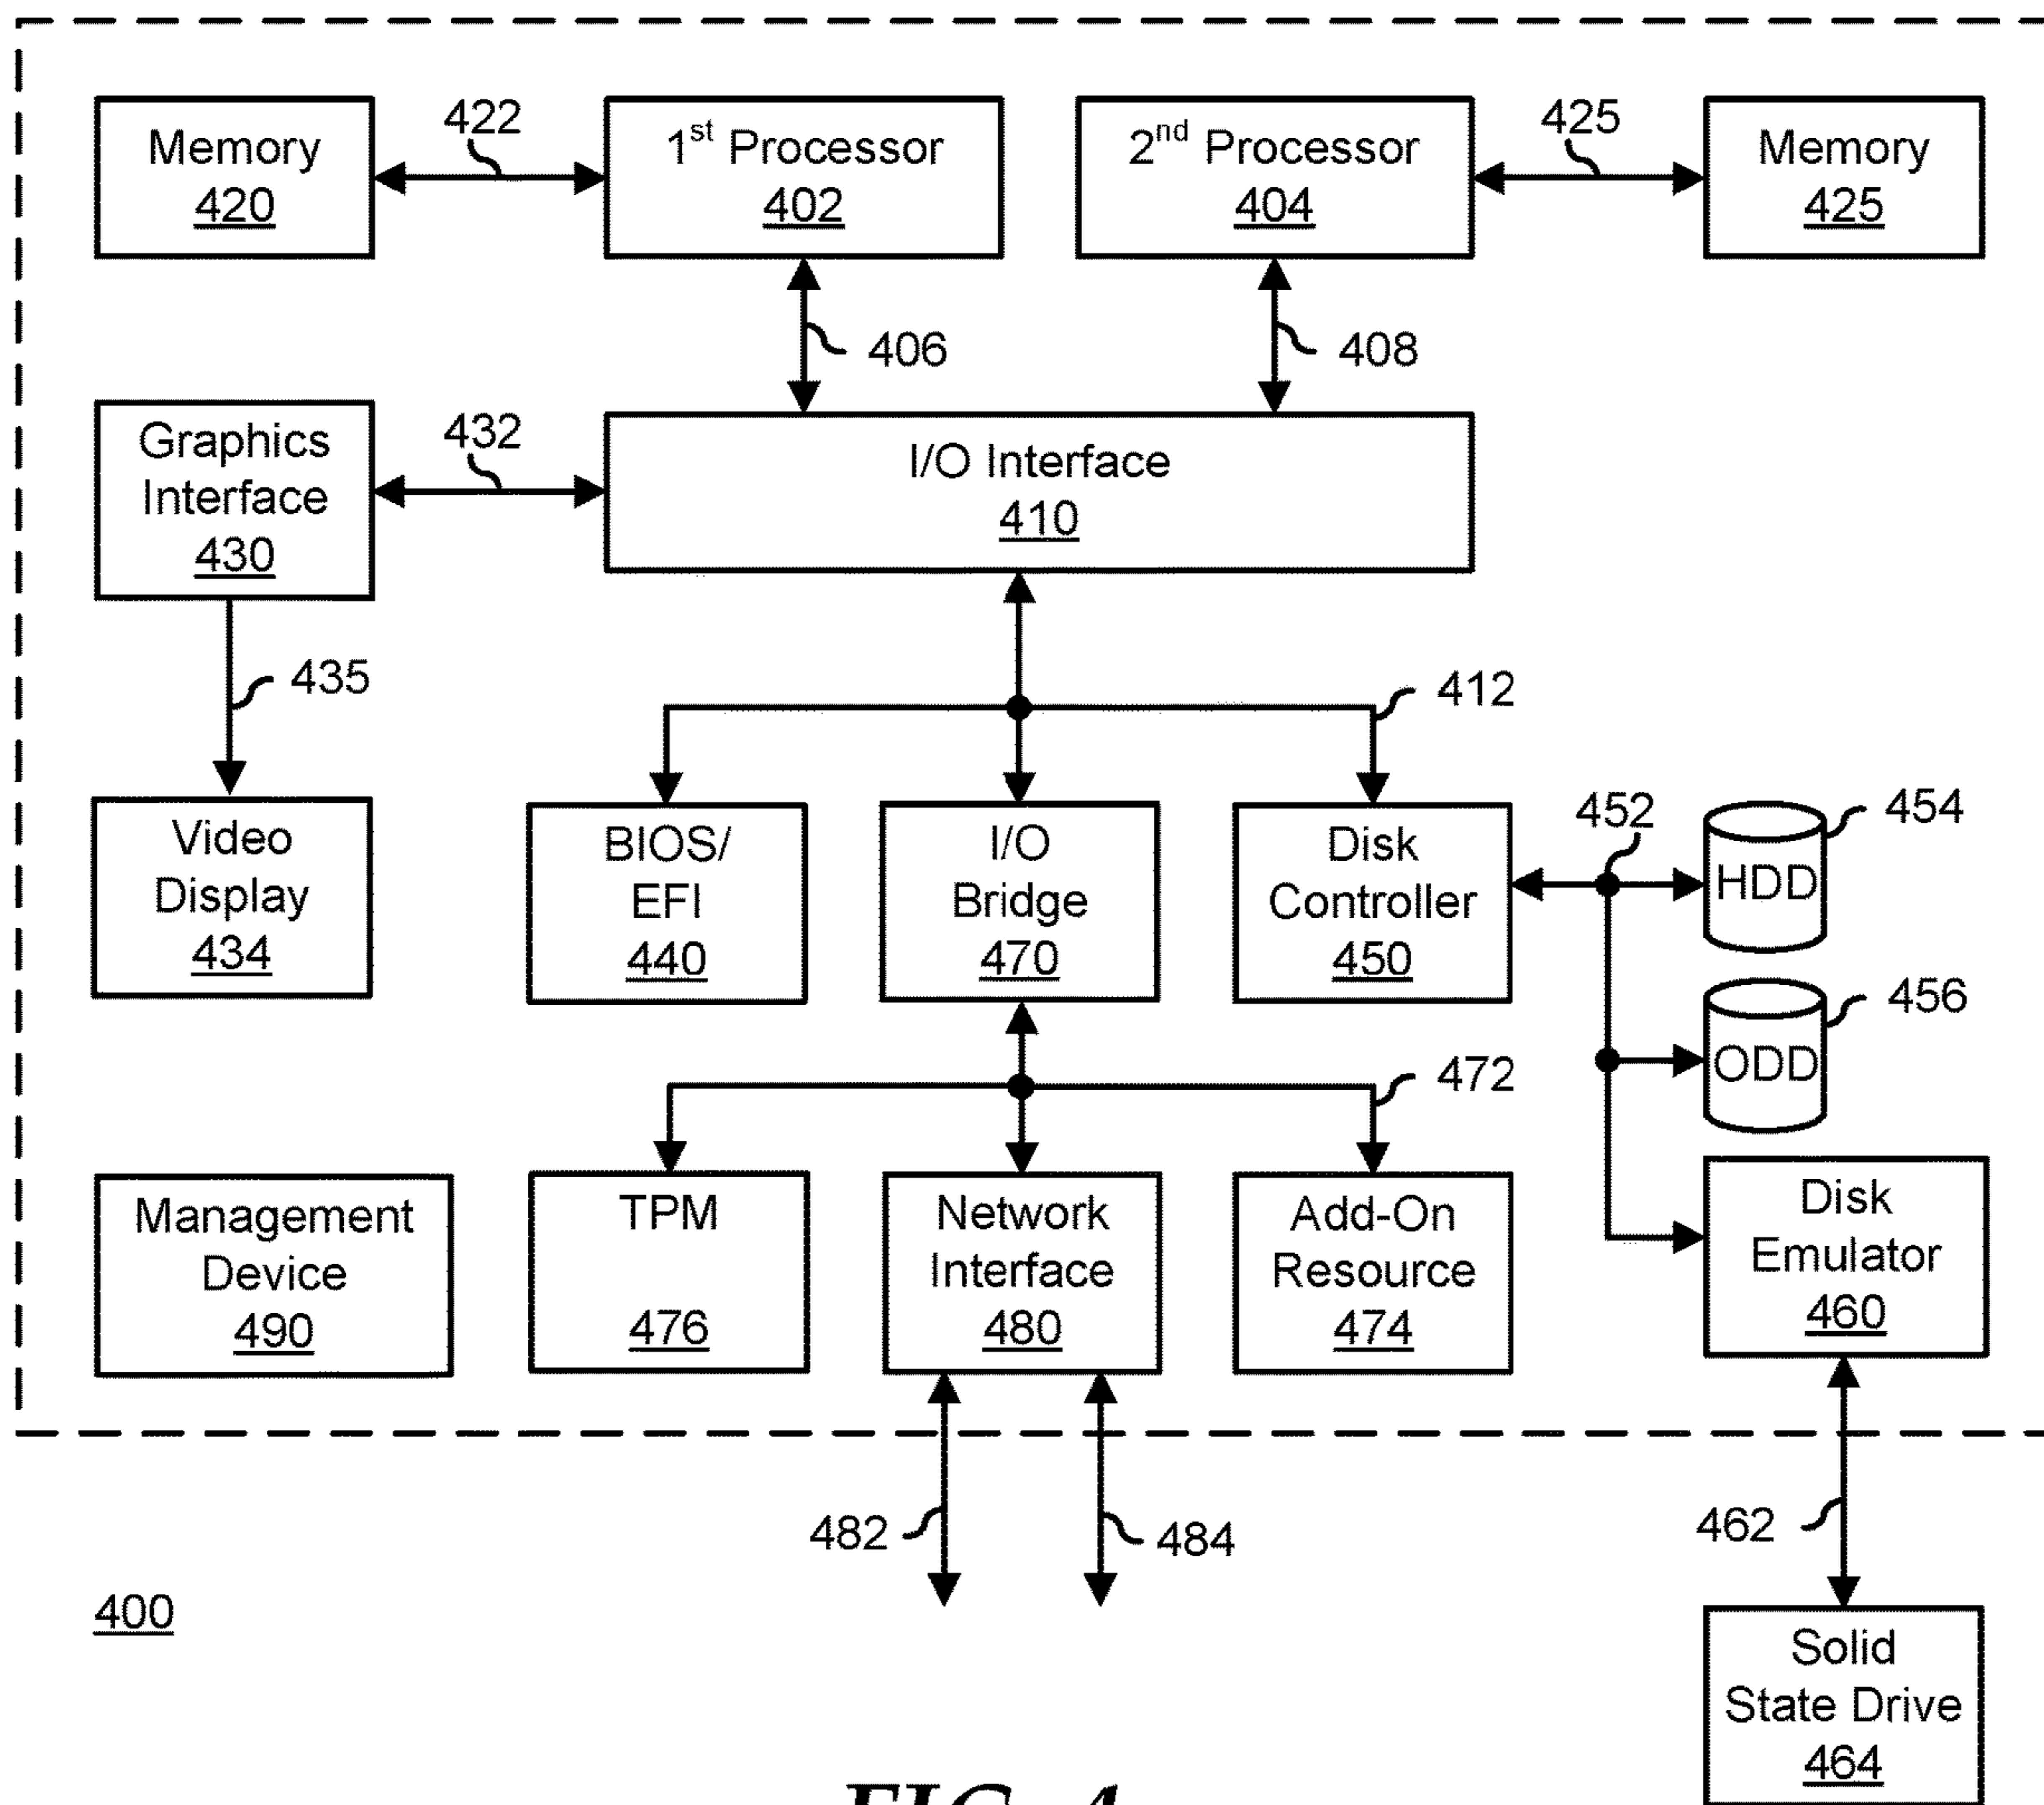 Memory
420
422
1st Processor
402
2nd Processor
404
425
Memory
425
406
408
Graphics
Interface
430
432
I/O Interface
410
435
412
Video
Display
434
BIOS/
EFI
440
I/O
Bridge
470
Disk
Controller
450
452
HDD
454
ODD
456
472
Management
Device
490
TPM
476
Network
Interface
480
Add-On
Resource
474
Disk
Emulator
460
482
484
462
400
Solid
State Drive
464
FIG. 4